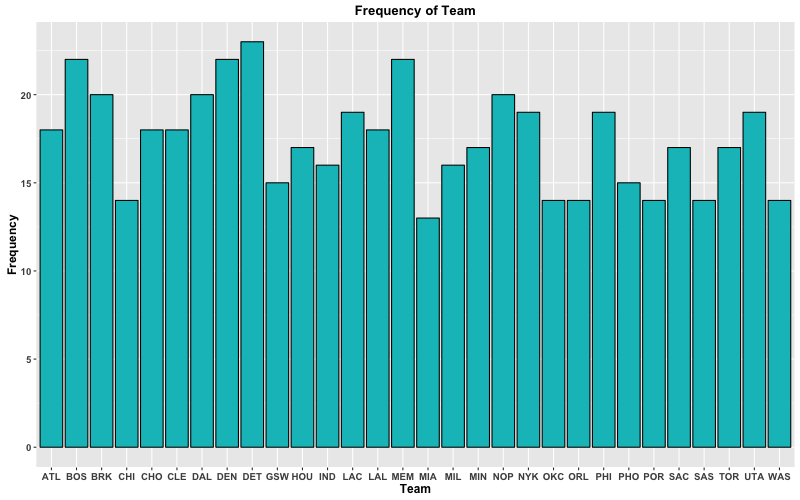 Frequency of Team
Frequency
20
15
10
5
0
ATL BOS BRK CHI CHO CLE DAL DEN DET GSW HOU IND LAC LAL MEM MIA MIL MIN NOP NYK OKC ORL PHI PHO POR SAC SAS TOR UTA WAS
Team